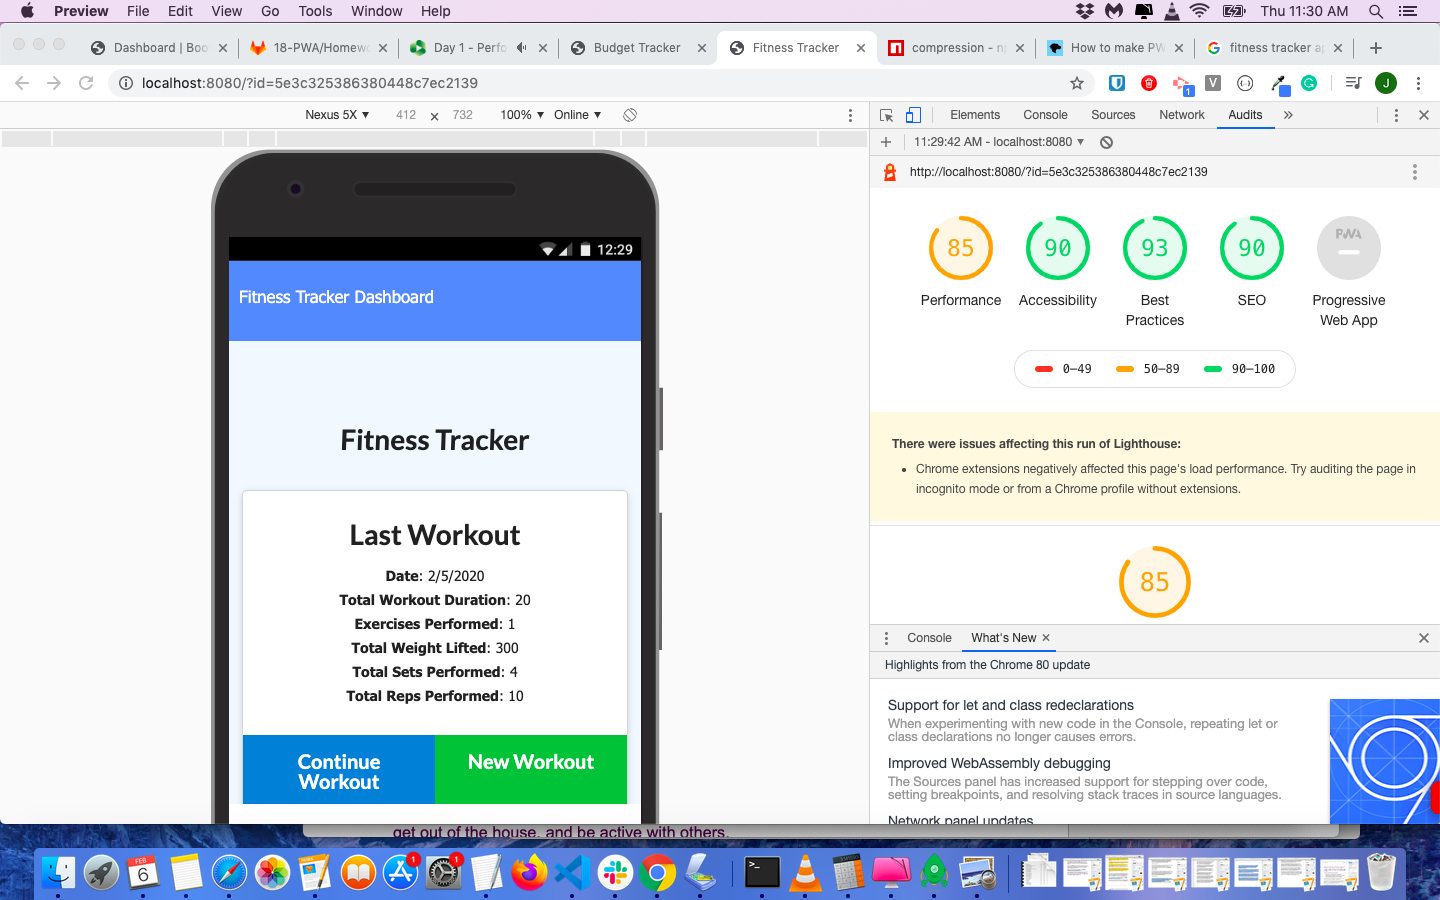 Preview File Edit View Go Tools Window Help Thu 11:30 AM
Dashboard | Boo 18-PWA/Homewo Day 1 - Perfo Budget Tracker Fitness Tracker compression - n How to make PW fitness tracker a
localhost:8080/?id=5e3c325386380448c7ec2139
1 V J
Nexus 5X ▼ 412 × 732 100% ▼ Online ▼
Elements Console Sources Network Audits »
11:29:42 AM - localhost:8080 ▼
http://localhost:8080/?id=5e3c325386380448c7ec2139
12:29
Fitness Tracker Dashboard
Fitness Tracker
Last Workout
Date: 2/5/2020
Total Workout Duration: 20
Exercises Performed: 1
Total Weight Lifted: 300
Total Sets Performed: 4
Total Reps Performed: 10
Continue
Workout
New Workout
85 90 93 90 PWA
Performance Accessibility Best
Practices SEO Progressive
Web App
0–49 50–89 90–100
There were issues affecting this run of Lighthouse:
• Chrome extensions negatively affected this page's load performance. Try auditing the page in
incognito mode or from a Chrome profile without extensions.
85
Console What's New ×
Highlights from the Chrome 80 update
Support for let and class redeclarations
When experimenting with new code in the Console, repeating let or
class declarations no longer causes errors.
Improved WebAssembly debugging
The Sources panel has increased support for stepping over code,
setting breakpoints, and resolving stack traces in source languages.
Network panel updates
get out of the house, and be active with others.
FEB
6
1
1